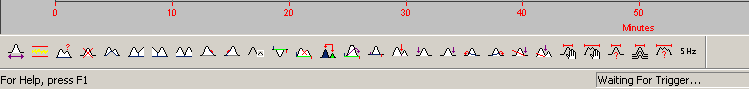 0 10 20 30 40 50
Minutes
5 Hz
For Help, press F1
Waiting For Trigger...